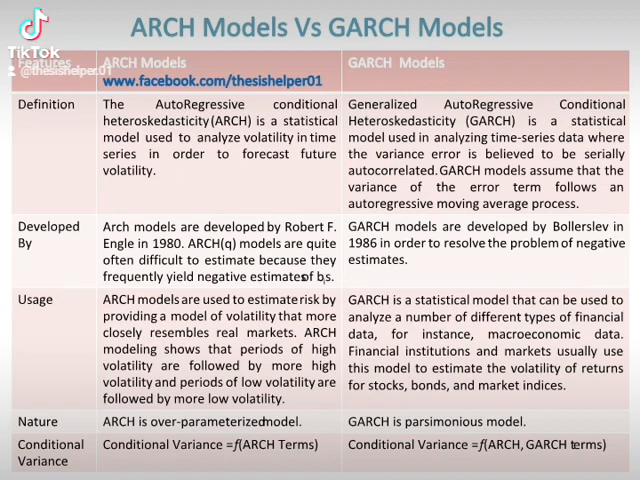 ARCH Models Vs GARCH Models
TikTok
@thesishelper.01
Features
ARCH Models
www.facebook.com/thesishelper01
GARCH Models
Definition
The AutoRegressive conditional
heteroskedasticity (ARCH) is a statistical
model used to analyze volatility in time
series in order to forecast future
volatility.
Generalized AutoRegressive Conditional
Heteroskedasticity (GARCH) is a statistical
model used in analyzing time-series data where
the variance error is believed to be serially
autocorrelated. GARCH models assume that the
variance of the error term follows an
autoregressive moving average process.
Developed
By
Arch models are developed by Robert F.
Engle in 1980. ARCH(q) models are quite
often difficult to estimate because they
frequently yield negative estimates of b,s.
GARCH models are developed by Bollerslev in
1986 in order to resolve the problem of negative
estimates.
Usage
ARCH models are used to estimate risk by
providing a model of volatility that more
closely resembles real markets. ARCH
modeling shows that periods of high
volatility are followed by more high
volatility and periods of low volatility are
followed by more low volatility.
GARCH is a statistical model that can be used to
analyze a number of different types of financial
data, for instance, macroeconomic data.
Financial institutions and markets usually use
this model to estimate the volatility of returns
for stocks, bonds, and market indices.
Nature
ARCH is over-parameterized model.
GARCH is parsimonious model.
Conditional
Variance
Conditional Variance =f(ARCH Terms)
Conditional Variance =f(ARCH, GARCH terms)